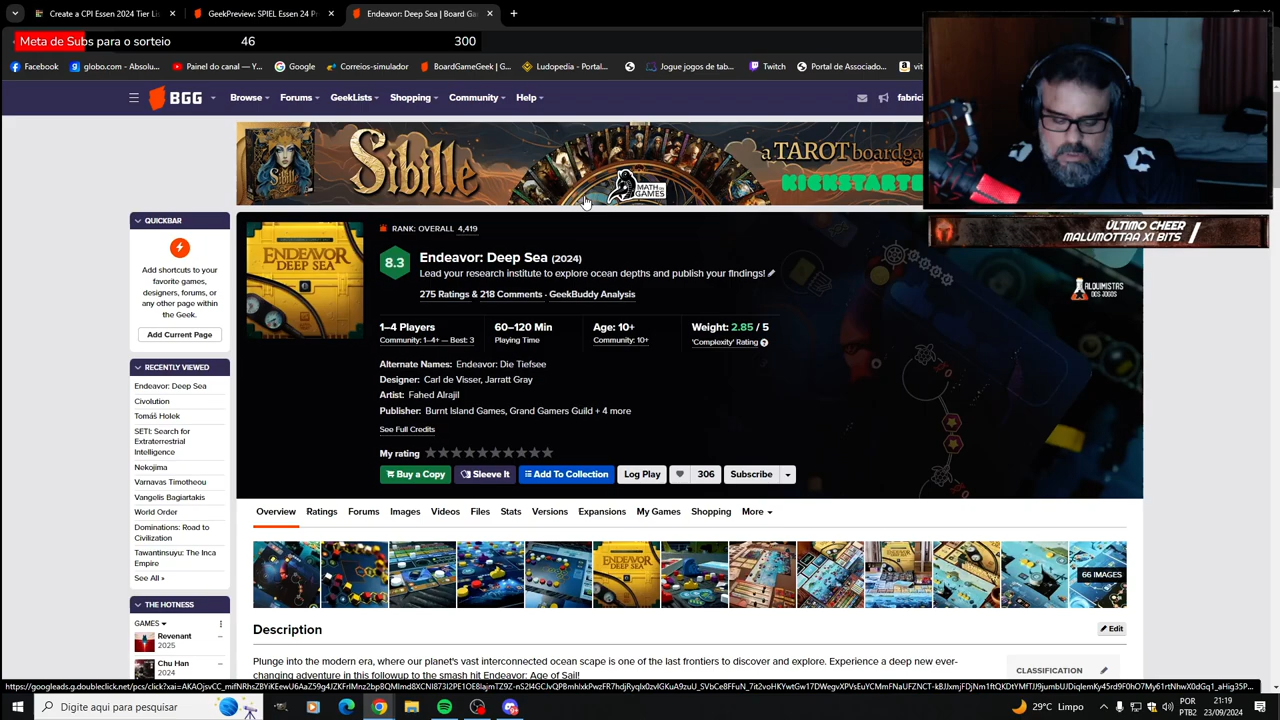 Create a CPI Essen 2024 Tier Lis
GeekPreview: SPIEL Essen 24 Pr
Endeavor: Deep Sea | Board Gam
Meta de Subs para o sorteio 46 300
Facebook
globo.com - Absolu...
Painel do canal — Y...
Google
Correios-simulador
BoardGameGeek | G...
Ludopedia - Portal...
Jogue jogos de tab...
Twitch
Portal de Associado...
BGG
Browse
Forums
GeekLists
Shopping
Community
Help
fabrici
Sibille
MATH GAMES
a TAROT boardga
KICKSTARTE
ÚLTIMO CHEER
MALUMOTTAA X1 BITS
QUICKBAR
Add shortcuts to your
favorite games,
designers, forums, or
any other page within
the Geek.
Add Current Page
RECENTLY VIEWED
Endeavor: Deep Sea
Civolution
Tomáš Holek
SETI: Search for
Extraterrestrial
Intelligence
Nekojima
Varnavas Timotheou
Vangelis Bagiartakis
World Order
Dominations: Road to
Civilization
Tawantinsuyu: The Inca
Empire
See All »
THE HOTNESS
GAMES
Revenant
2025
Chu Han
2024
ENDEAVOR
DEEP SEA
RANK: OVERALL 4,419
8.3
Endeavor: Deep Sea (2024)
Lead your research institute to explore ocean depths and publish your findings!
275 Ratings & 218 Comments · GeekBuddy Analysis
1–4 Players
Community: 1–4+ — Best: 3
60–120 Min
Playing Time
Age: 10+
Community: 10+
Weight: 2.85 / 5
'Complexity' Rating
ALQUIMISTAS
DOS JOGOS
Alternate Names: Endeavor: Die Tiefsee
Designer: Carl de Visser, Jarratt Gray
Artist: Fahed Alrajil
Publisher: Burnt Island Games, Grand Gamers Guild + 4 more
See Full Credits
My rating
Buy a Copy
Sleeve It
Add To Collection
Log Play
306
Subscribe
Overview
Ratings
Forums
Images
Videos
Files
Stats
Versions
Expansions
My Games
Shopping
More
66 IMAGES
Description
Edit
Plunge into the modern era, where our planet's vast interconnected ocean scape is one of the last frontiers to discover and explore. Experience a deep new ever-
changing adventure in this followup to the smash hit Endeavor: Age of Sail!
CLASSIFICATION
Digite aqui para pesquisar
29°C Limpo
POR
PTB2
21:19
23/09/2024